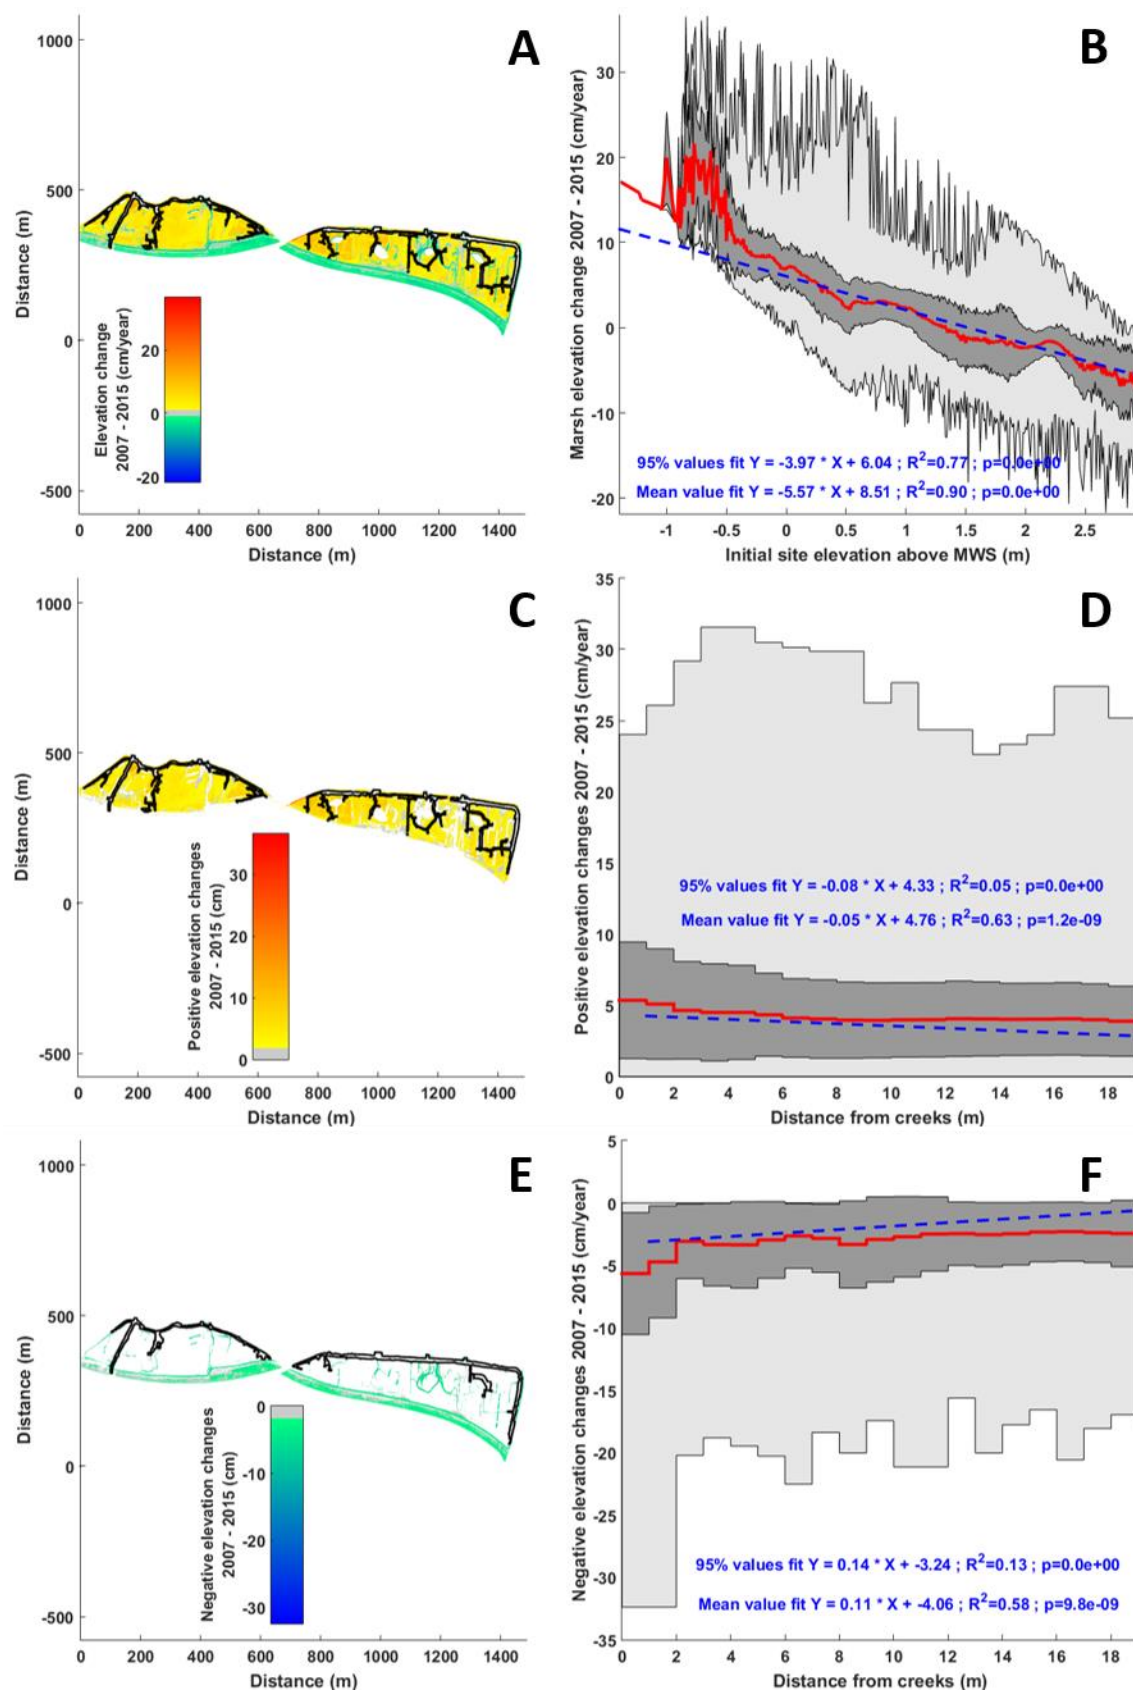 A
1000
500
0
-500
Distance (m)
0 200 400 600 800 1000 1200 1400
Distance (m)
Elevation change
2007 - 2015 (cm/year)
20
0
-20
B
Marsh elevation change 2007 - 2015 (cm/year)
30
20
10
0
-10
-20
95% values fit Y = -3.97 * X + 6.04 ; R2=0.77 ; p=0.0e+00
Mean value fit Y = -5.57 * X + 8.51 ; R2=0.90 ; p=0.0e+00
-1 -0.5 0 0.5 1 1.5 2 2.5
Initial site elevation above MWS (m)
C
1000
500
0
-500
Distance (m)
0 200 400 600 800 1000 1200 1400
Distance (m)
Positive elevation changes
2007 - 2015 (cm)
30
20
10
0
D
Positive elevation changes 2007 - 2015 (cm/year)
35
30
25
20
15
10
5
0
95% values fit Y = -0.08 * X + 4.33 ; R2=0.05 ; p=0.0e+00
Mean value fit Y = -0.05 * X + 4.76 ; R2=0.63 ; p=1.2e-09
0 2 4 6 8 10 12 14 16 18
Distance from creeks (m)
E
1000
500
0
-500
Distance (m)
0 200 400 600 800 1000 1200 1400
Distance (m)
Negative elevation changes
2007 - 2015 (cm)
0
-10
-20
-30
F
Negative elevation changes 2007 - 2015 (cm/year)
5
0
-5
-10
-15
-20
-25
-30
-35
95% values fit Y = 0.14 * X + -3.24 ; R2=0.13 ; p=0.0e+00
Mean value fit Y = 0.11 * X + -4.06 ; R2=0.58 ; p=9.8e-09
0 2 4 6 8 10 12 14 16 18
Distance from creeks (m)